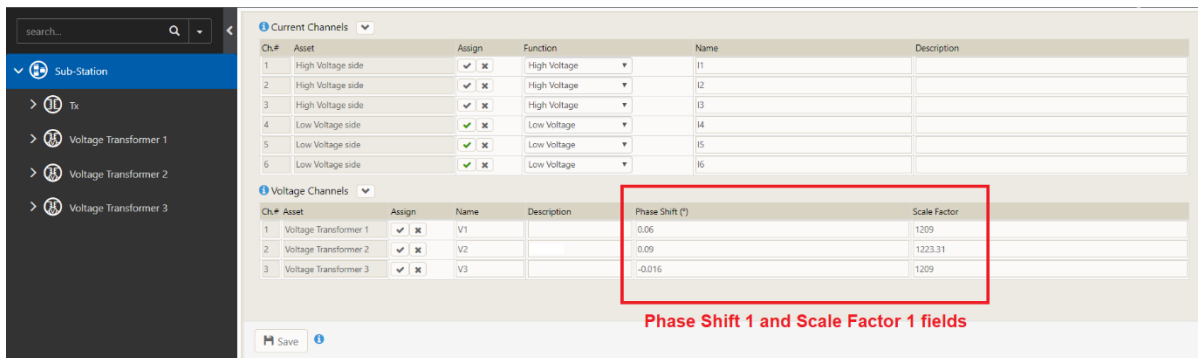 search...
Sub-Station
Tx
Voltage Transformer 1
Voltage Transformer 2
Voltage Transformer 3
Current Channels
Ch.# Asset Assign Function Name Description
1 High Voltage side High Voltage I1
2 High Voltage side High Voltage I2
3 High Voltage side High Voltage I3
4 Low Voltage side Low Voltage I4
5 Low Voltage side Low Voltage I5
6 Low Voltage side Low Voltage I6
Voltage Channels
Ch.# Asset Assign Name Description Phase Shift (°) Scale Factor
1 Voltage Transformer 1 V1 0.06 1209
2 Voltage Transformer 2 V2 0.09 1223.31
3 Voltage Transformer 3 V3 -0.016 1209
Phase Shift 1 and Scale Factor 1 fields
Save